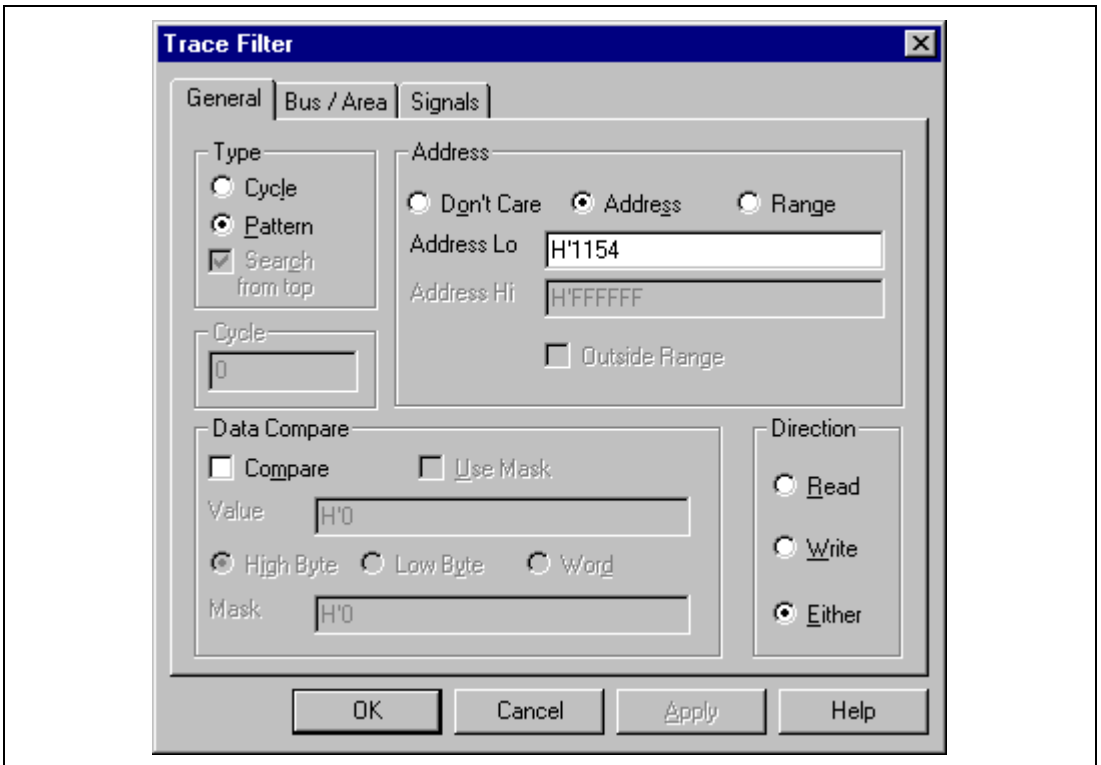 Trace Filter
General Bus / Area Signals
Type
Cycle
Pattern
Search
from top
Cycle
0
Address
Don't Care Address Range
Address Lo H'1154
Address Hi H'FFFFFF
Outside Range
Data Compare
Compare Use Mask
Value H'0
High Byte Low Byte Word
Mask H'0
Direction
Read
Write
Either
OK Cancel Apply Help